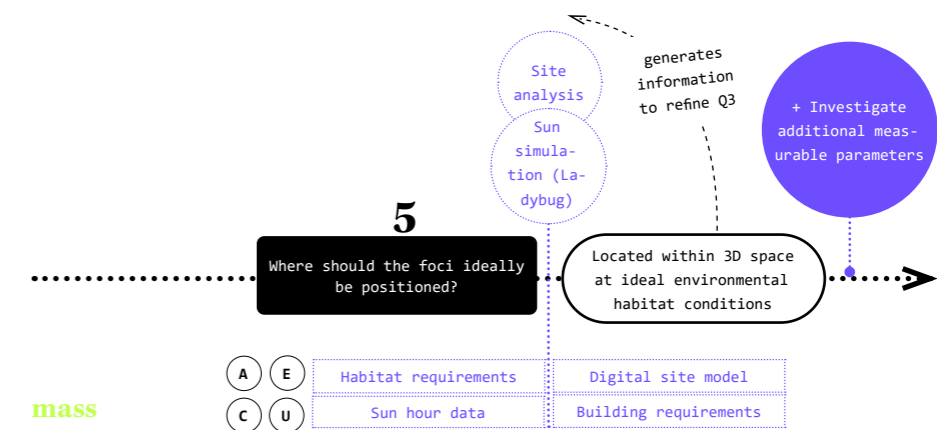 generates
information
to refine Q3
Site
analysis
Sun
simula-
tion (La-
dybug)
+ Investigate
additional meas-
urable parameters
5
Where should the foci ideally
be positioned?
Located within 3D space
at ideal environmental
habitat conditions
A
E
Habitat requirements
Digital site model
mass
C
U
Sun hour data
Building requirements